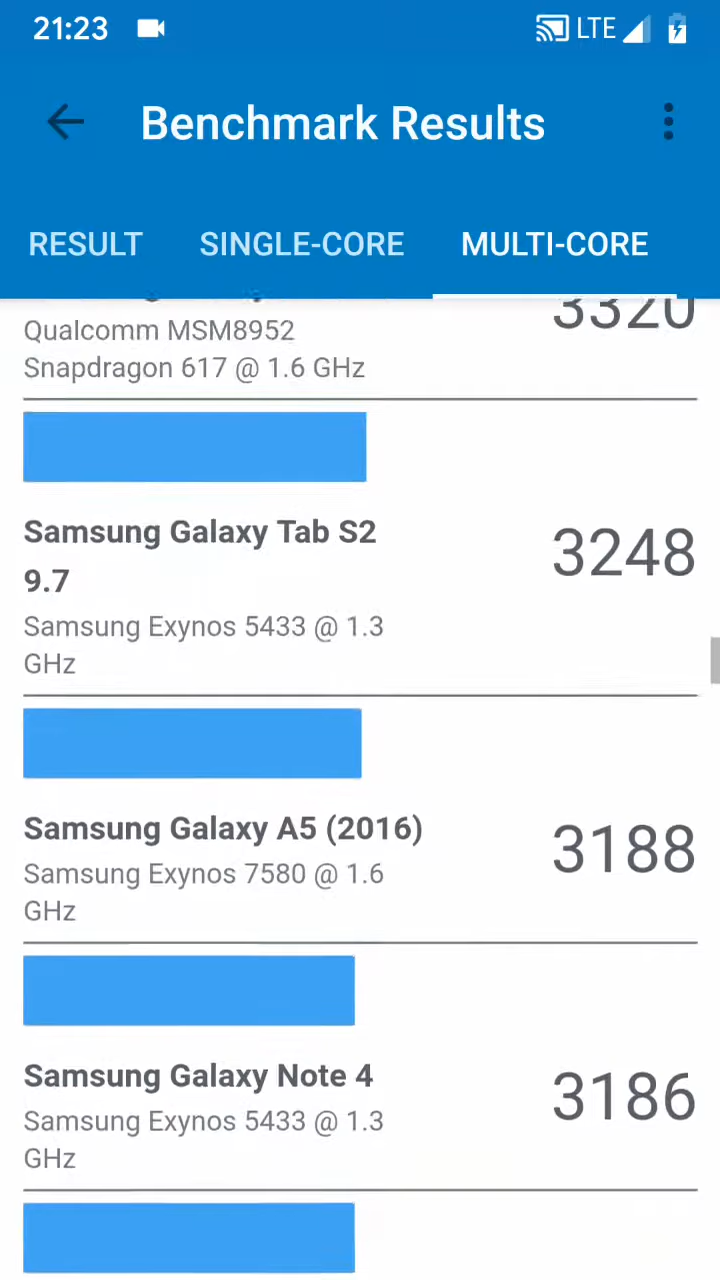 21:23 LTE
Benchmark Results
RESULT SINGLE-CORE MULTI-CORE
3320
Qualcomm MSM8952
Snapdragon 617 @ 1.6 GHz
Samsung Galaxy Tab S2
9.7
3248
Samsung Exynos 5433 @ 1.3
GHz
Samsung Galaxy A5 (2016)
3188
Samsung Exynos 7580 @ 1.6
GHz
Samsung Galaxy Note 4
3186
Samsung Exynos 5433 @ 1.3
GHz